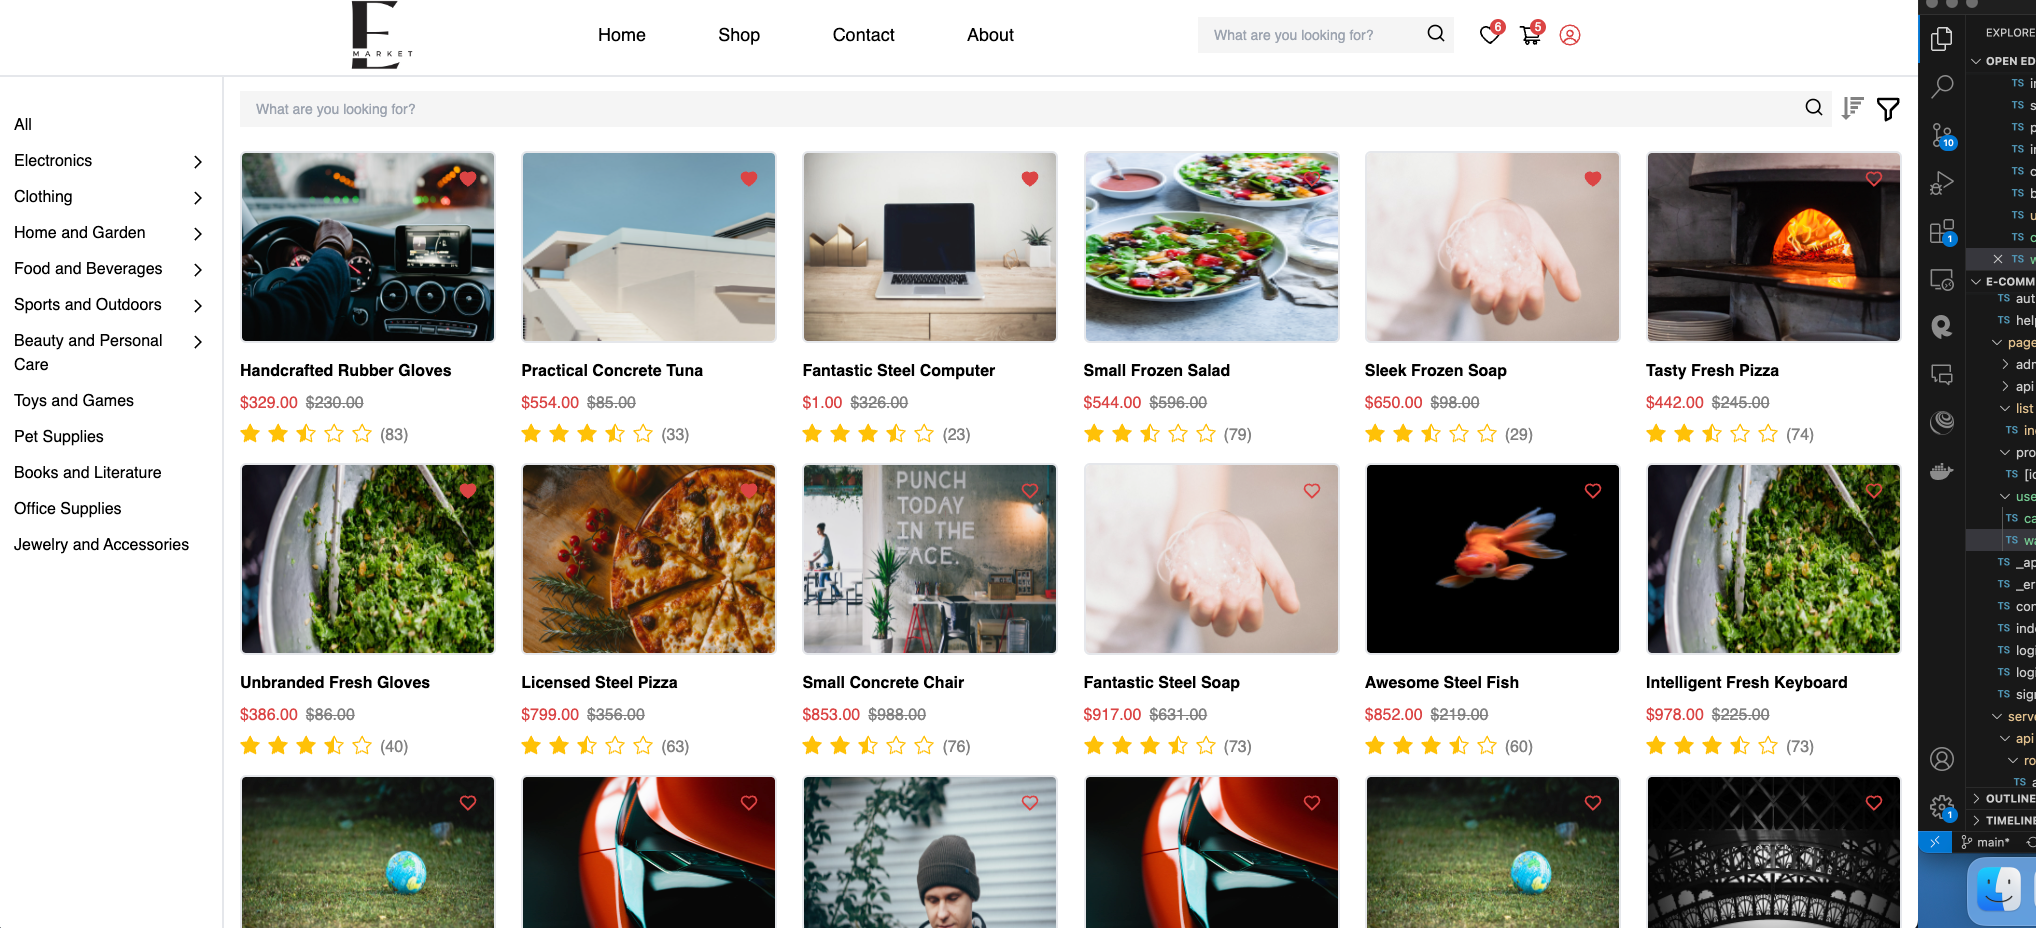 E
MARKET
Home
Shop
Contact
About
What are you looking for?
6
5
What are you looking for?
All
Electronics
Clothing
Home and Garden
Food and Beverages
Sports and Outdoors
Beauty and Personal
Care
Toys and Games
Pet Supplies
Books and Literature
Office Supplies
Jewelry and Accessories
Handcrafted Rubber Gloves
$329.00 $230.00
(83)
Practical Concrete Tuna
$554.00 $85.00
(33)
Fantastic Steel Computer
$1.00 $326.00
(23)
Small Frozen Salad
$544.00 $596.00
(79)
Sleek Frozen Soap
$650.00 $98.00
(29)
Tasty Fresh Pizza
$442.00 $245.00
(74)
PUNCH
TODAY
IN THE
FACE.
Unbranded Fresh Gloves
$386.00 $86.00
(40)
Licensed Steel Pizza
$799.00 $356.00
(63)
Small Concrete Chair
$853.00 $988.00
(76)
Fantastic Steel Soap
$917.00 $631.00
(73)
Awesome Steel Fish
$852.00 $219.00
(60)
Intelligent Fresh Keyboard
$978.00 $225.00
(73)
10
1
1
EXPLORE
OPEN ED
TS
TS s
TS p
TS
TS c
TS b
TS u
TS c
TS w
E-COMM
TS aut
TS hel
page
adr
api
list
TS in
pro
TS [ic
use
TS ca
TS wa
TS _ap
TS _er
TS cor
TS ind
TS logi
TS logi
TS sigr
serv
api
ro
TS a
OUTLINE
TIMELINE
main*